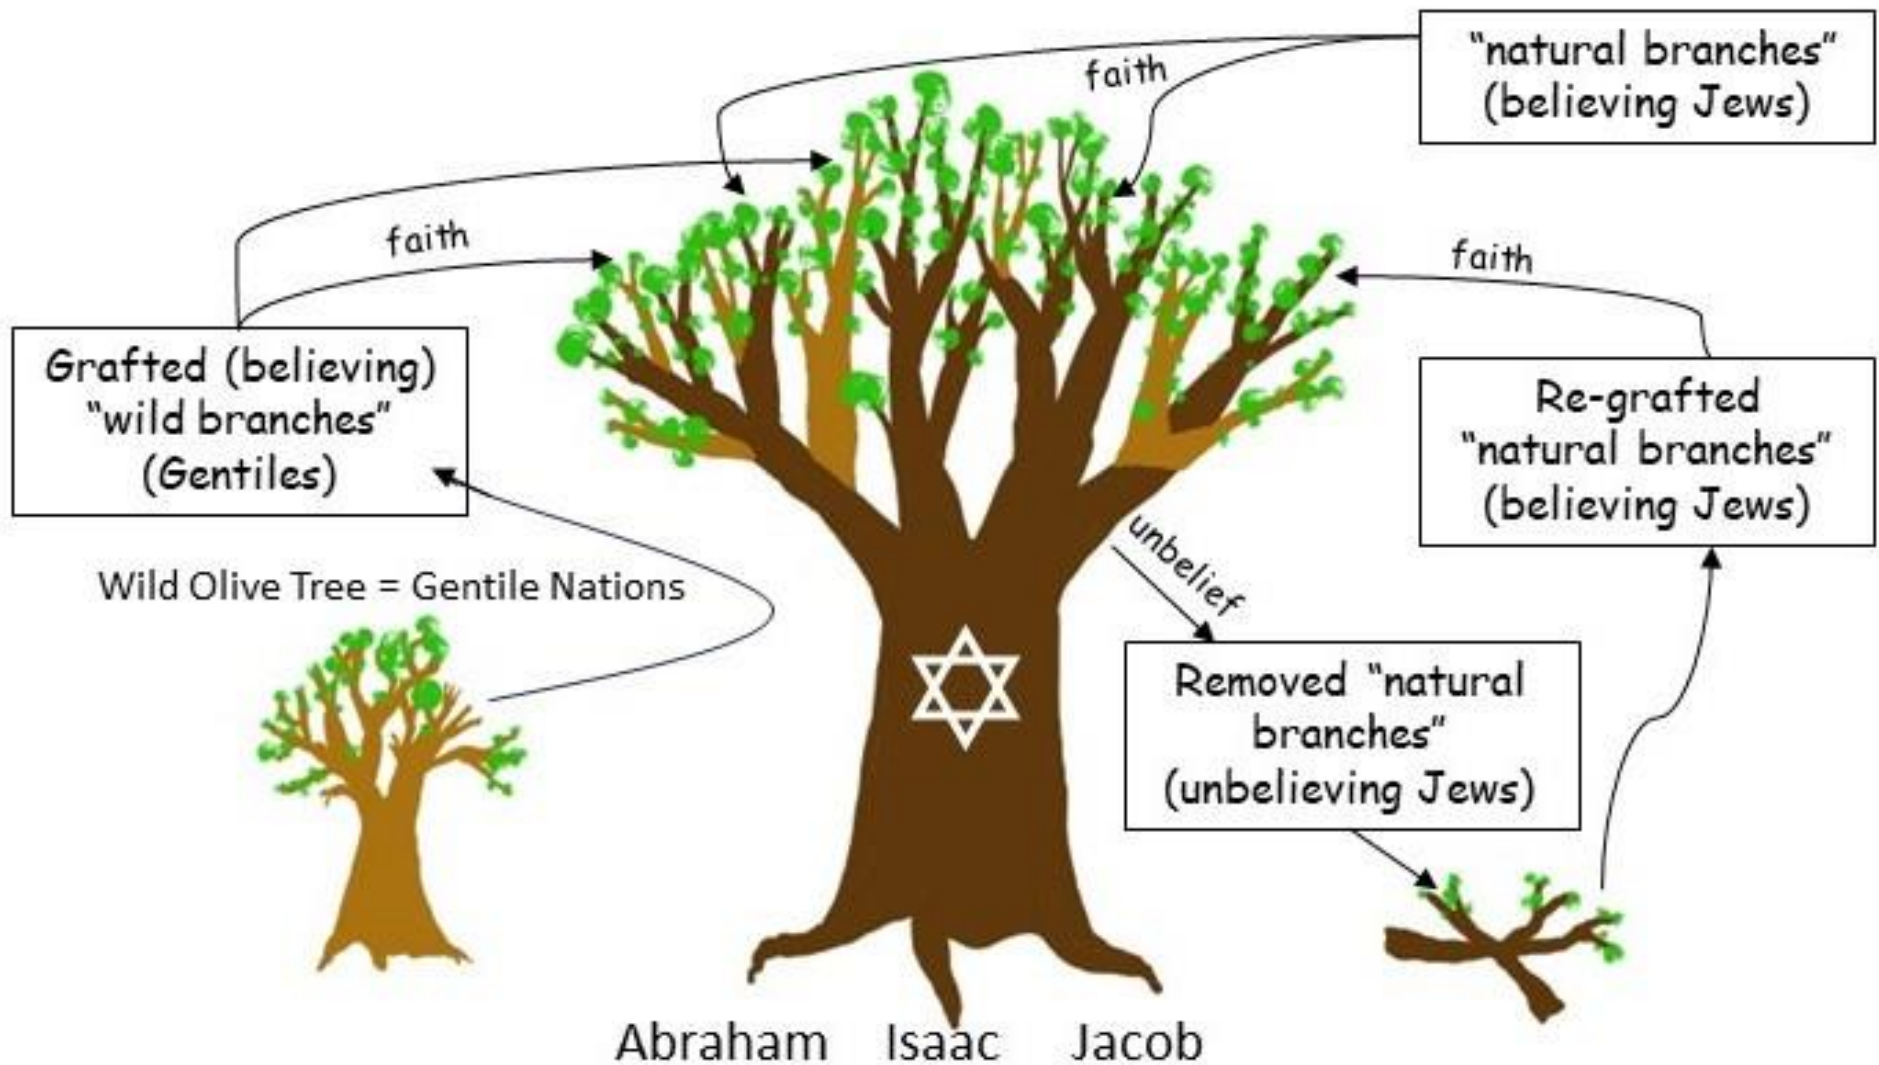 “natural branches”
(believing Jews)
faith
faith
faith
Grafted (believing)
“wild branches”
(Gentiles)
Re-grafted
“natural branches”
(believing Jews)
unbelief
Wild Olive Tree = Gentile Nations
Removed “natural
branches”
(unbelieving Jews)
Abraham Isaac Jacob